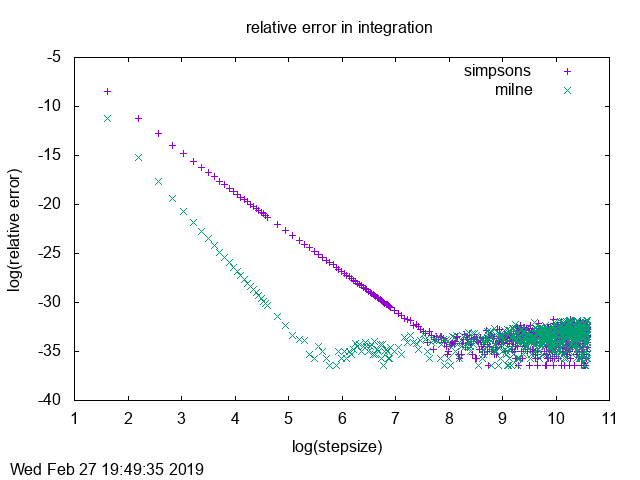 relative error in integration
simpsons
milne
-5
-10
-15
-20
-25
-30
-35
-40
log(relative error)
1 2 3 4 5 6 7 8 9 10 11
log(stepsize)
Wed Feb 27 19:49:35 2019